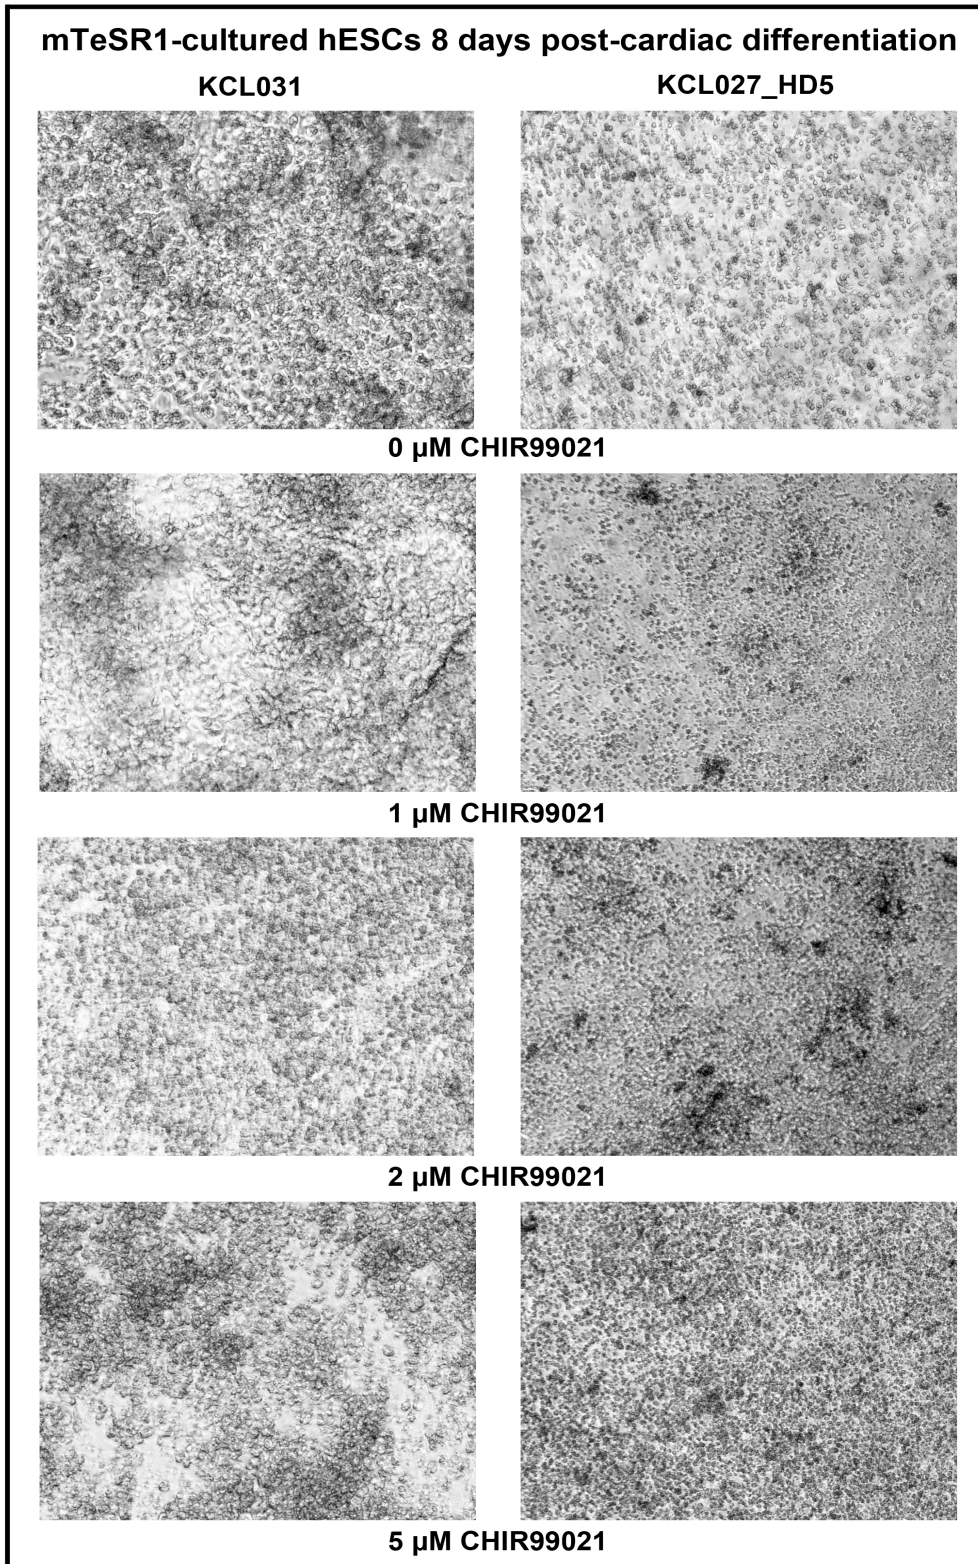 mTeSR1-cultured hESCs 8 days post-cardiac differentiation
KCL031
KCL027_HD5
0 µM CHIR99021
1 µM CHIR99021
2 µM CHIR99021
5 µM CHIR99021